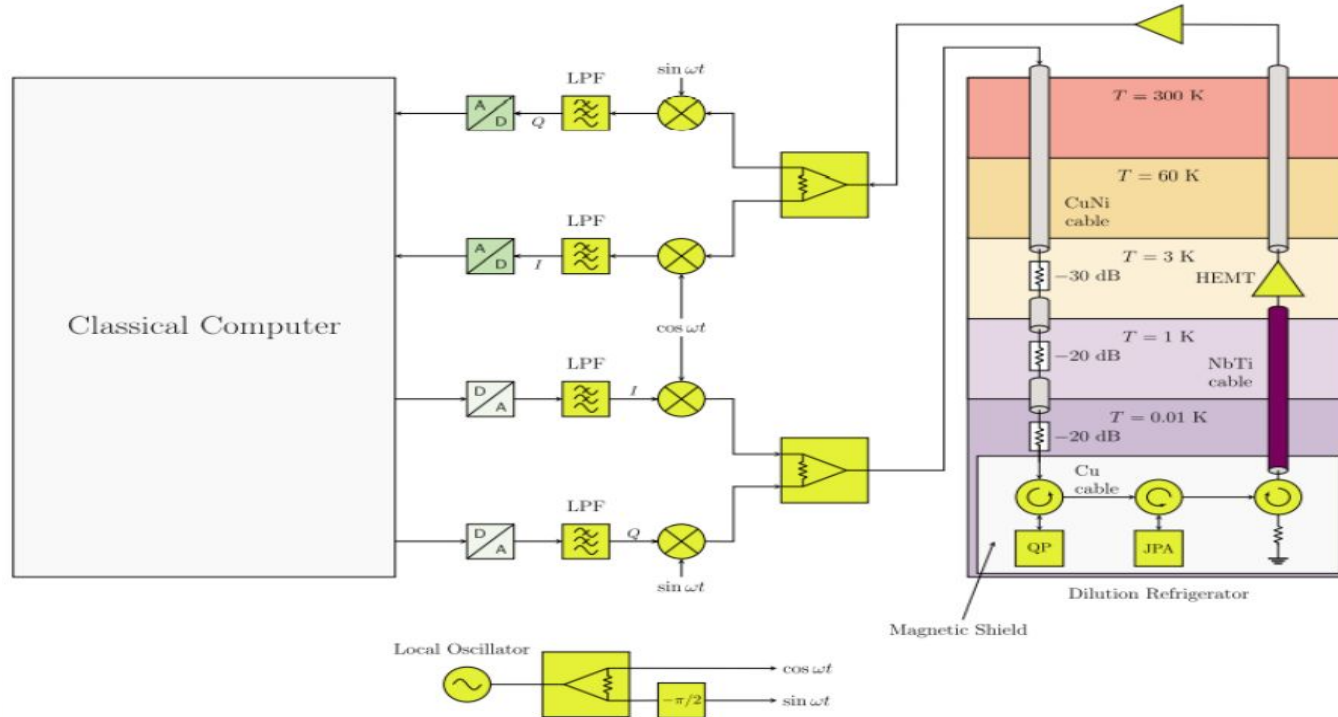 sin ωt
LPF
A
D
Q
T = 300 K
T = 60 K
CuNi
cable
LPF
A
D
I
T = 3 K
−30 dB
HEMT
Classical Computer
cos ωt
T = 1 K
−20 dB
NbTi
cable
LPF
D
A
I
T = 0.01 K
−20 dB
Cu
cable
LPF
D
A
Q
sin ωt
QP
JPA
Dilution Refrigerator
Magnetic Shield
Local Oscillator
cos ωt
−π/2
sin ωt